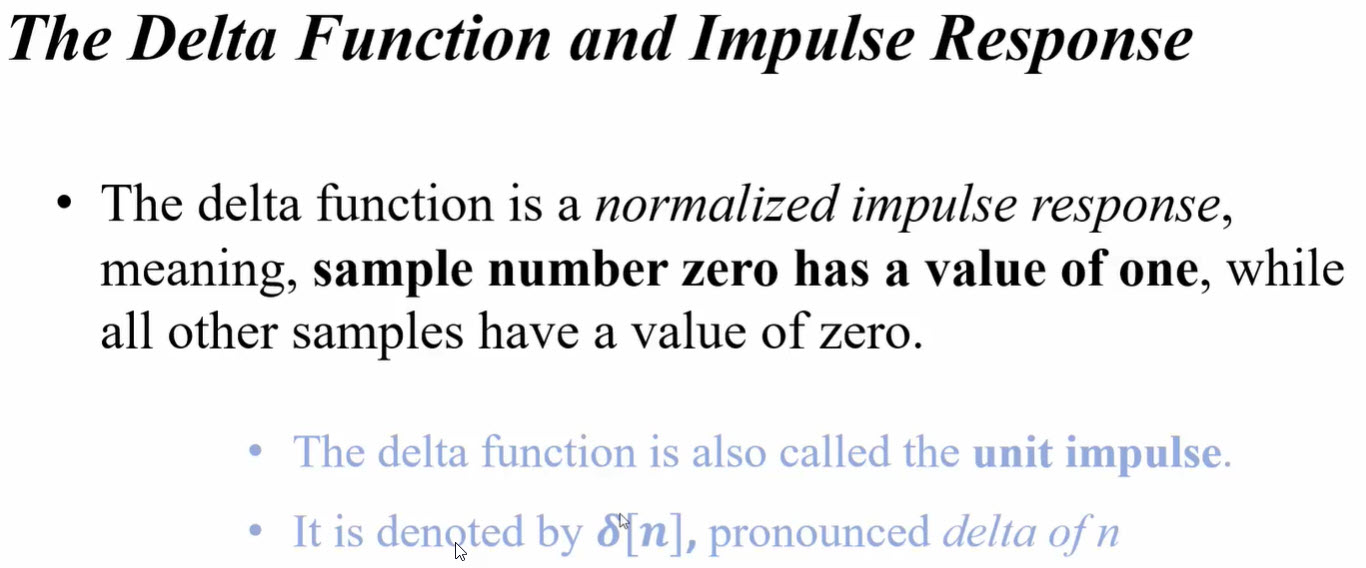 The Delta Function and Impulse Response
• The delta function is a normalized impulse response,
meaning, sample number zero has a value of one, while
all other samples have a value of zero.
• The delta function is also called the unit impulse.
• It is denoted by δ[n], pronounced delta of n